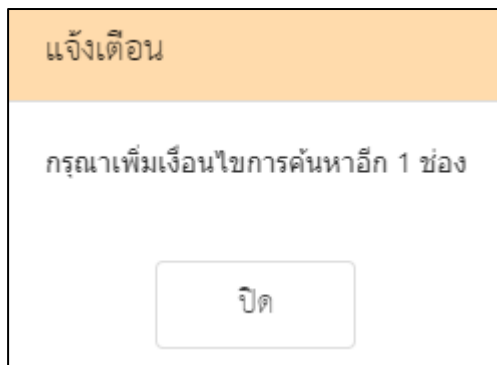 แจ้งเตือน
กรุณาเพิ่มเงื่อนไขการค้นหาอีก 1 ช่อง
ปิด